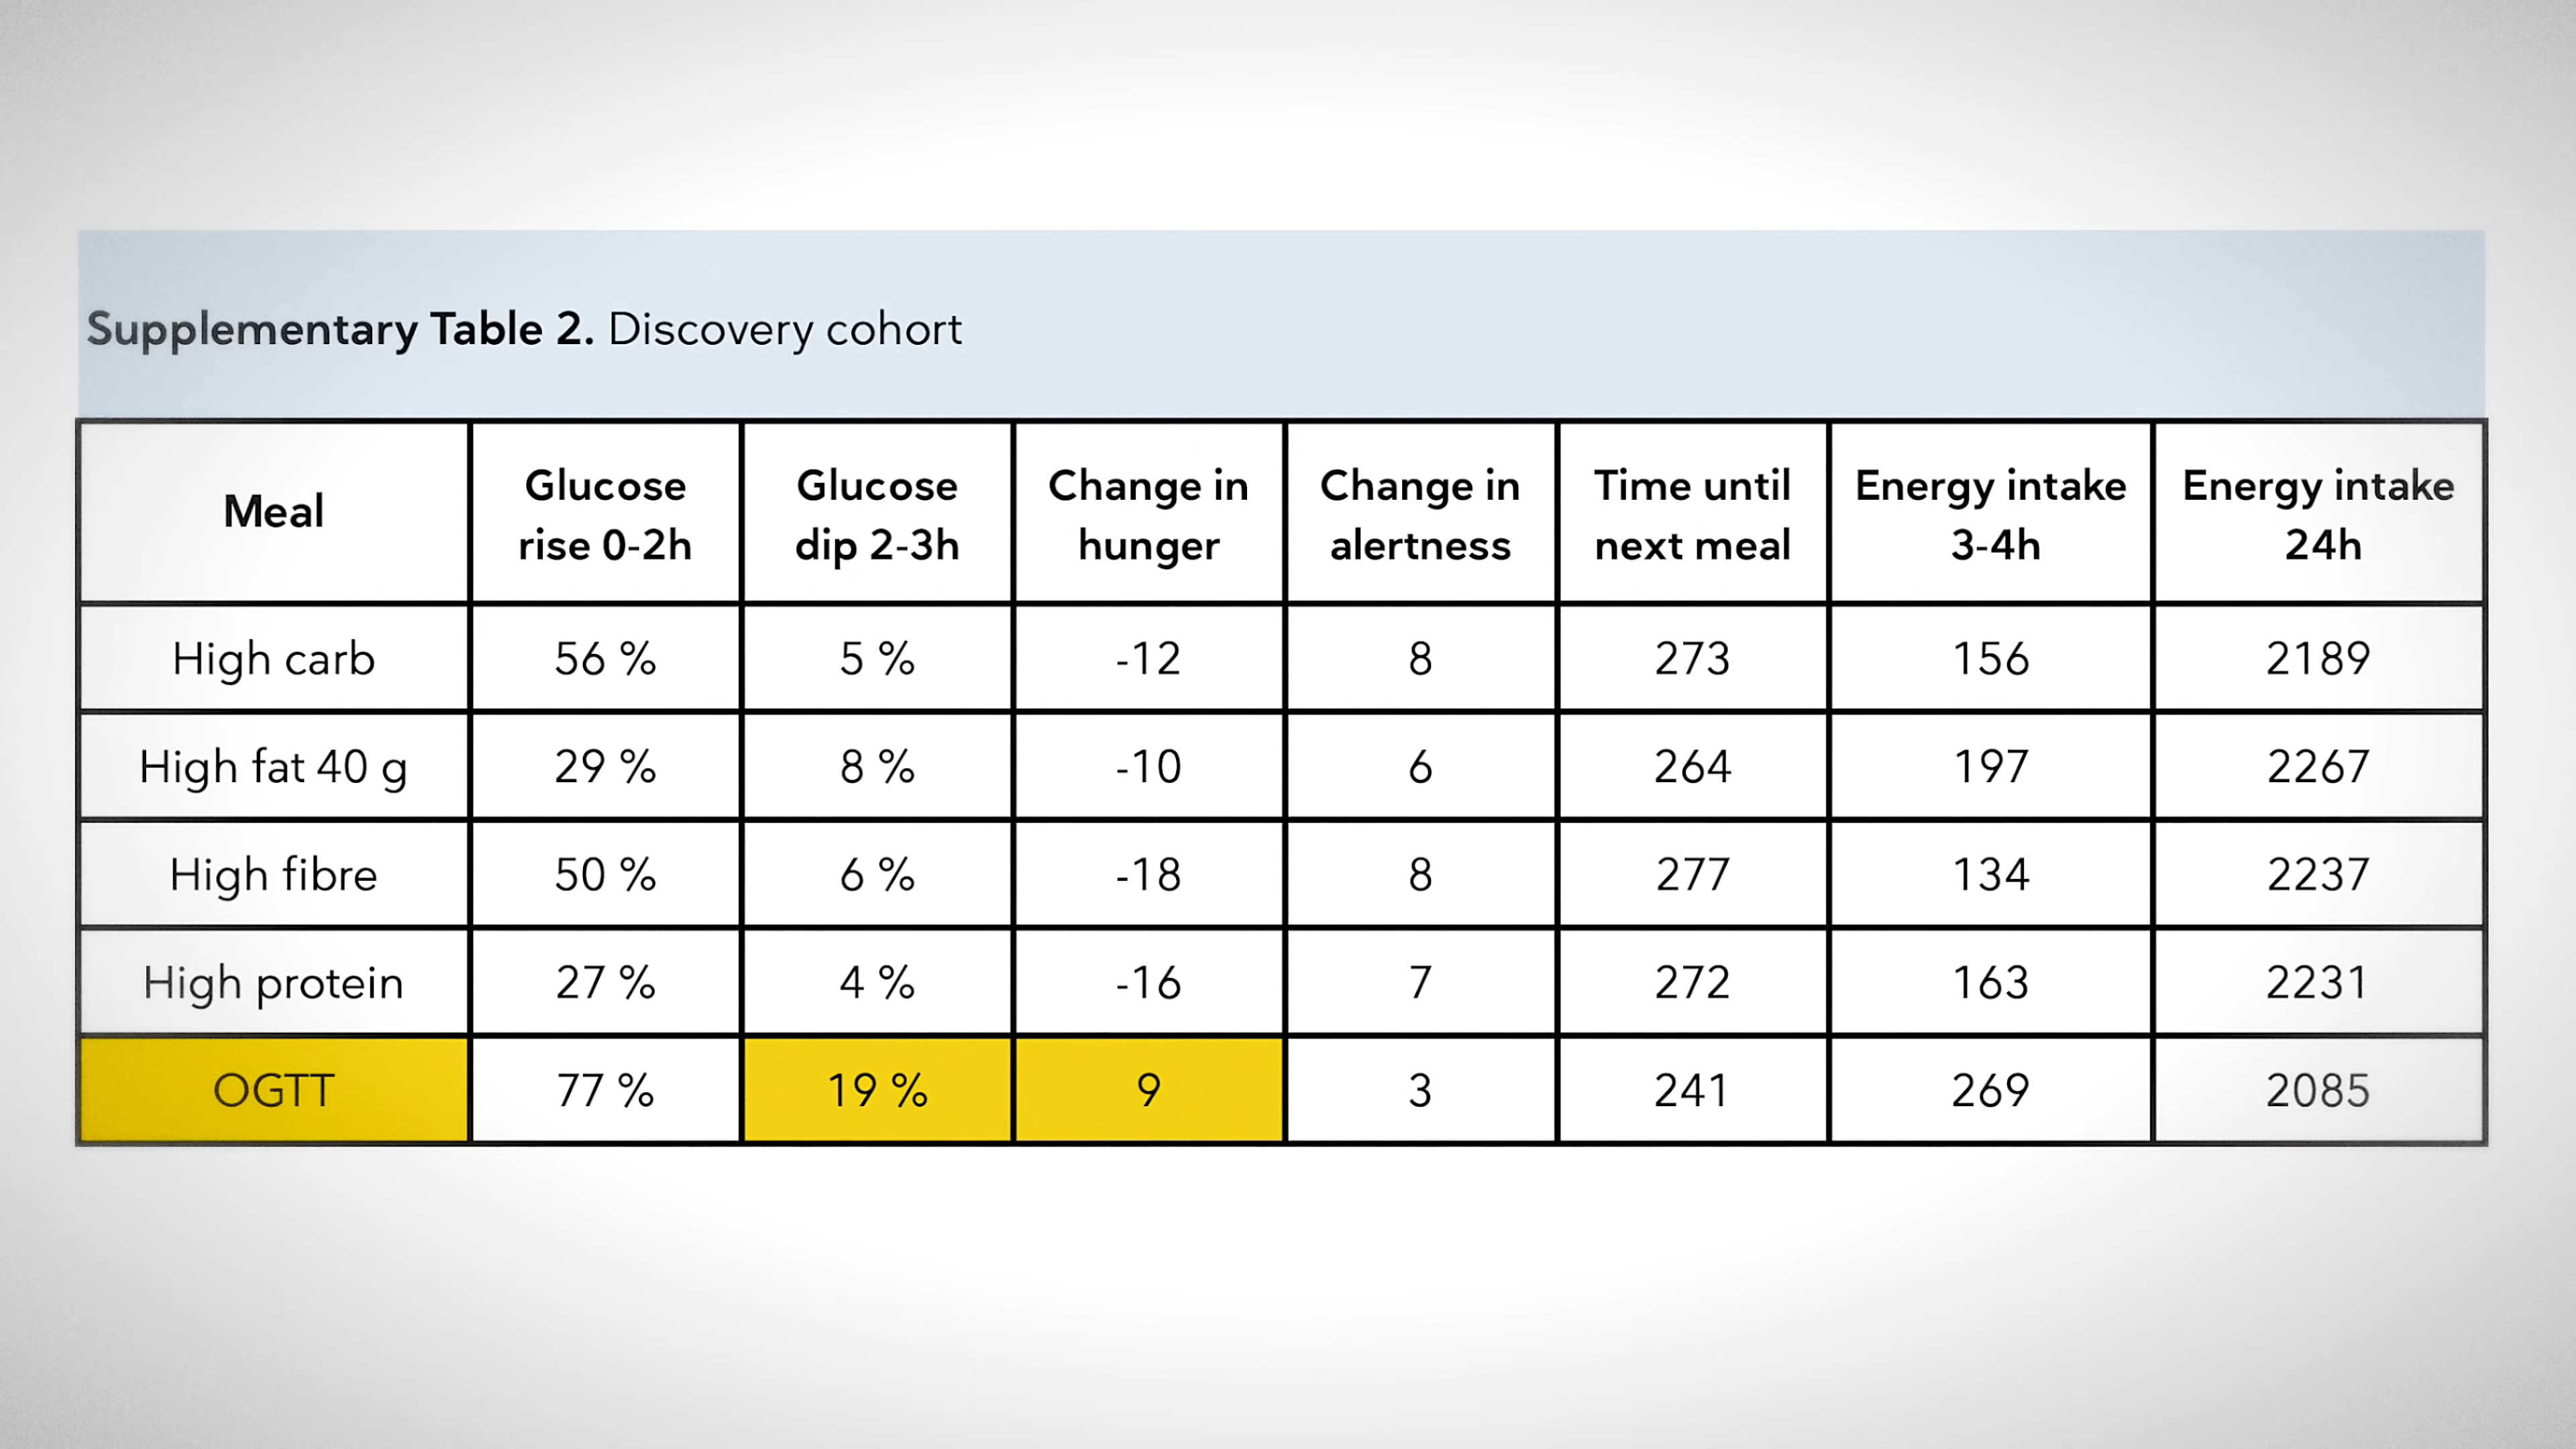 Supplementary Table 2. Discovery cohort
Meal Glucose rise 0-2h Glucose dip 2-3h Change in hunger Change in alertness Time until next meal Energy intake 3-4h Energy intake 24h
High carb 56 % 5 % -12 8 273 156 2189
High fat 40 g 29 % 8 % -10 6 264 197 2267
High fibre 50 % 6 % -18 8 277 134 2237
High protein 27 % 4 % -16 7 272 163 2231
OGTT 77 % 19 % 9 3 241 269 2085